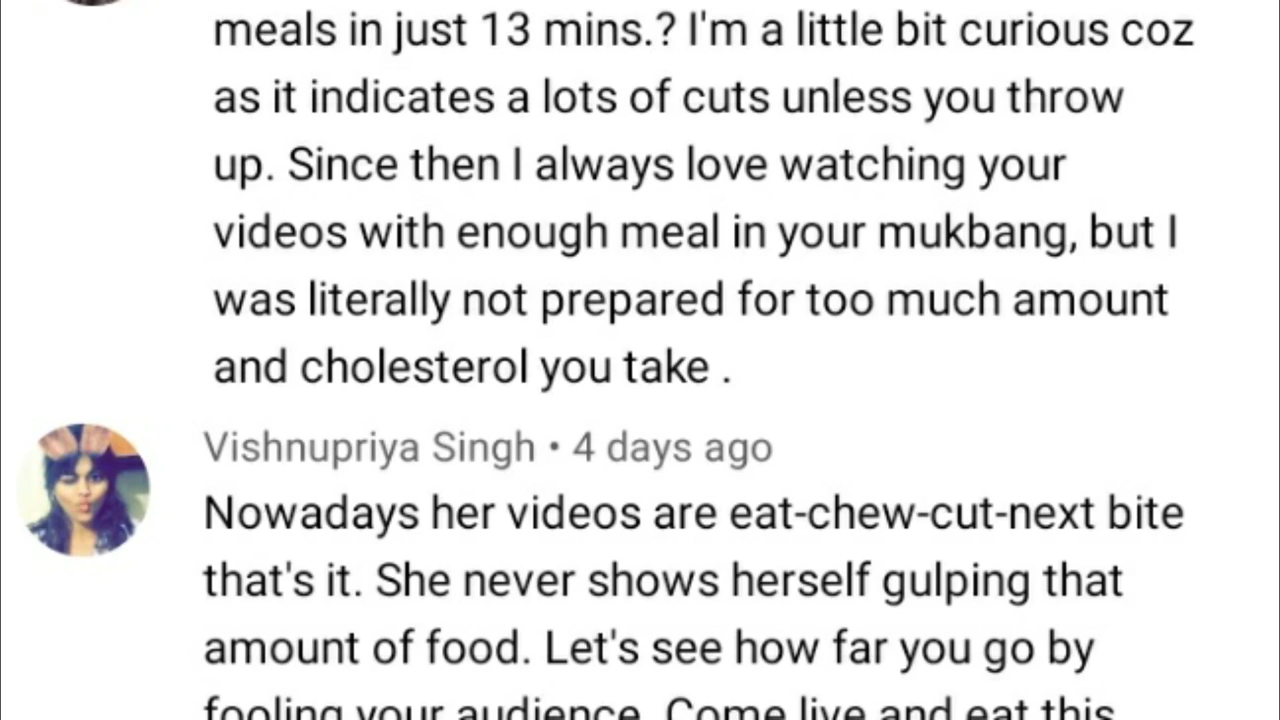 meals in just 13 mins.? I'm a little bit curious coz
as it indicates a lots of cuts unless you throw
up. Since then I always love watching your
videos with enough meal in your mukbang, but I
was literally not prepared for too much amount
and cholesterol you take .
Vishnupriya Singh • 4 days ago
Nowadays her videos are eat-chew-cut-next bite
that's it. She never shows herself gulping that
amount of food. Let's see how far you go by
fooling your audience. Come live and eat this